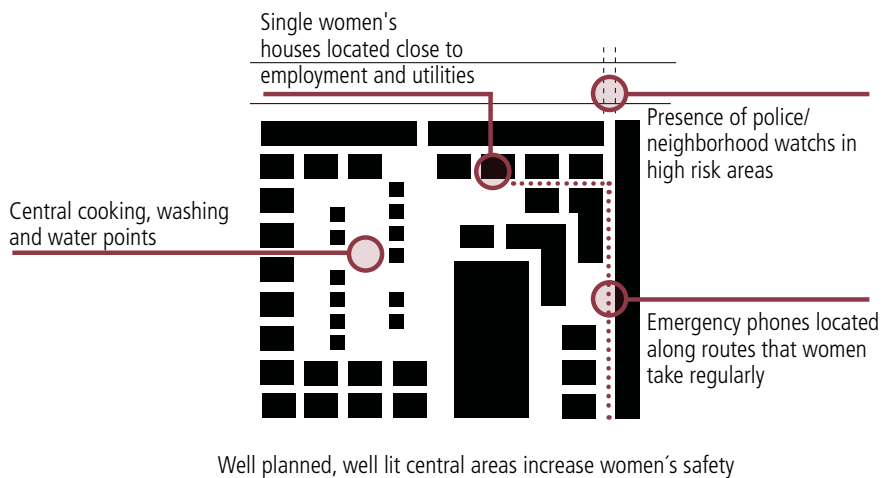 Single women's
houses located close to
employment and utilities
Presence of police/
neighborhood watchs in
high risk areas
Central cooking, washing
and water points
Emergency phones located
along routes that women
take regularly
Well planned, well lit central areas increase women´s safety